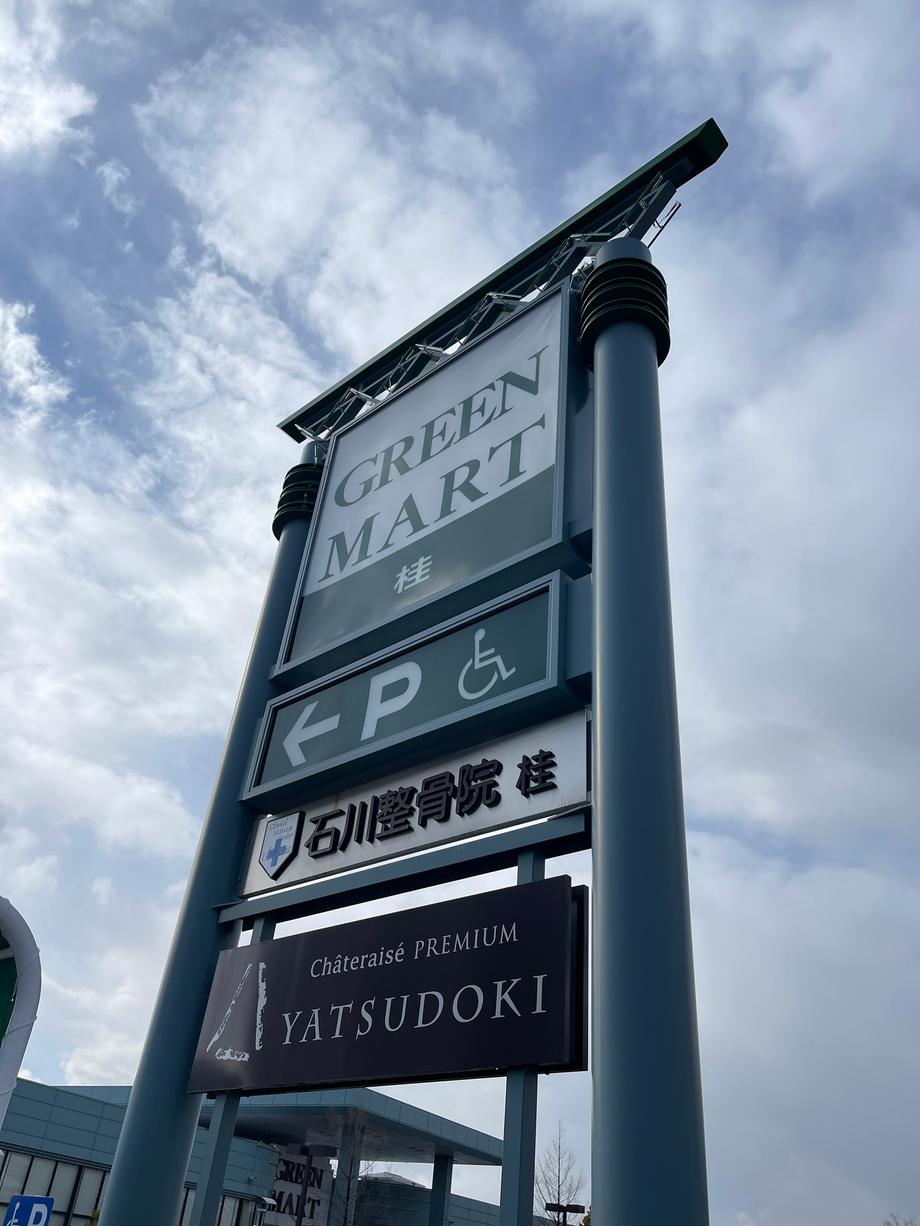 GREEN
MART
桂
P
石川整骨院 桂
Châteraisé PREMIUM
YATSUDOKI
GREEN
MART
P